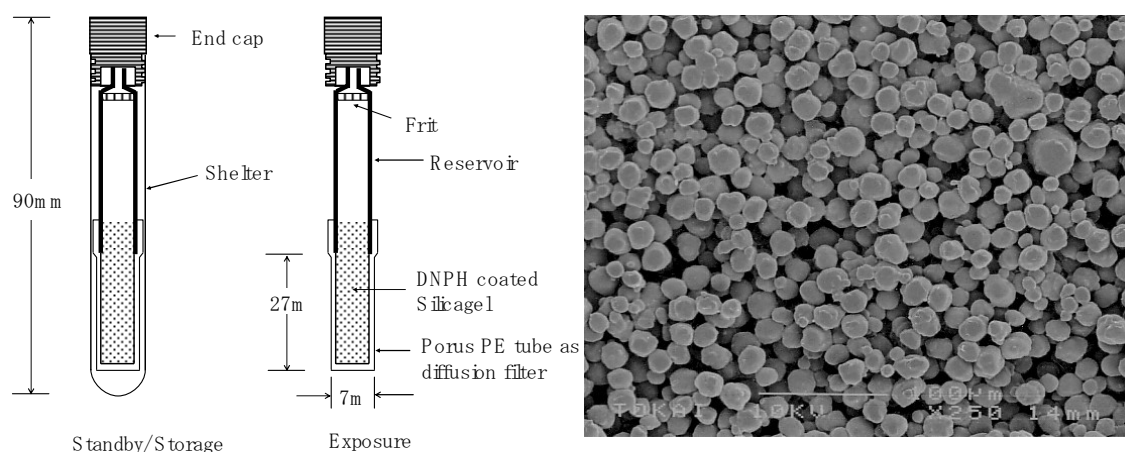 End cap
Frit
Reservoir
Shelter
90mm
DNPH coated
Silicagel
27m
Porus PE tube as
diffusion filter
7m
Standby/Storage
Exposure
100μm
TOKAI 10KV X250 14mm